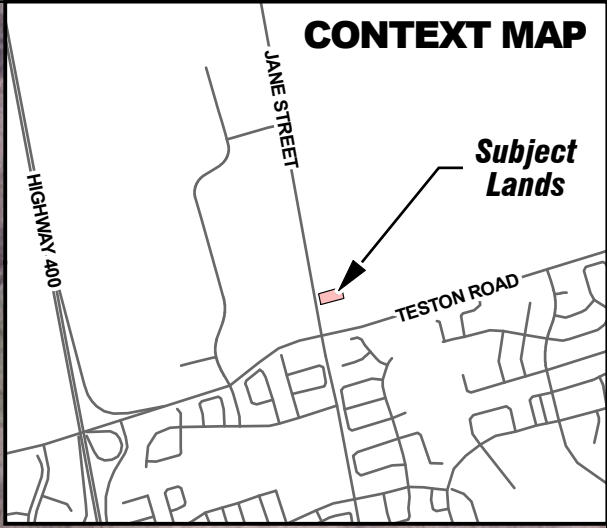 CONTEXT MAP
JANE STREET
Subject
Lands
HIGHWAY 400
TESTON ROAD